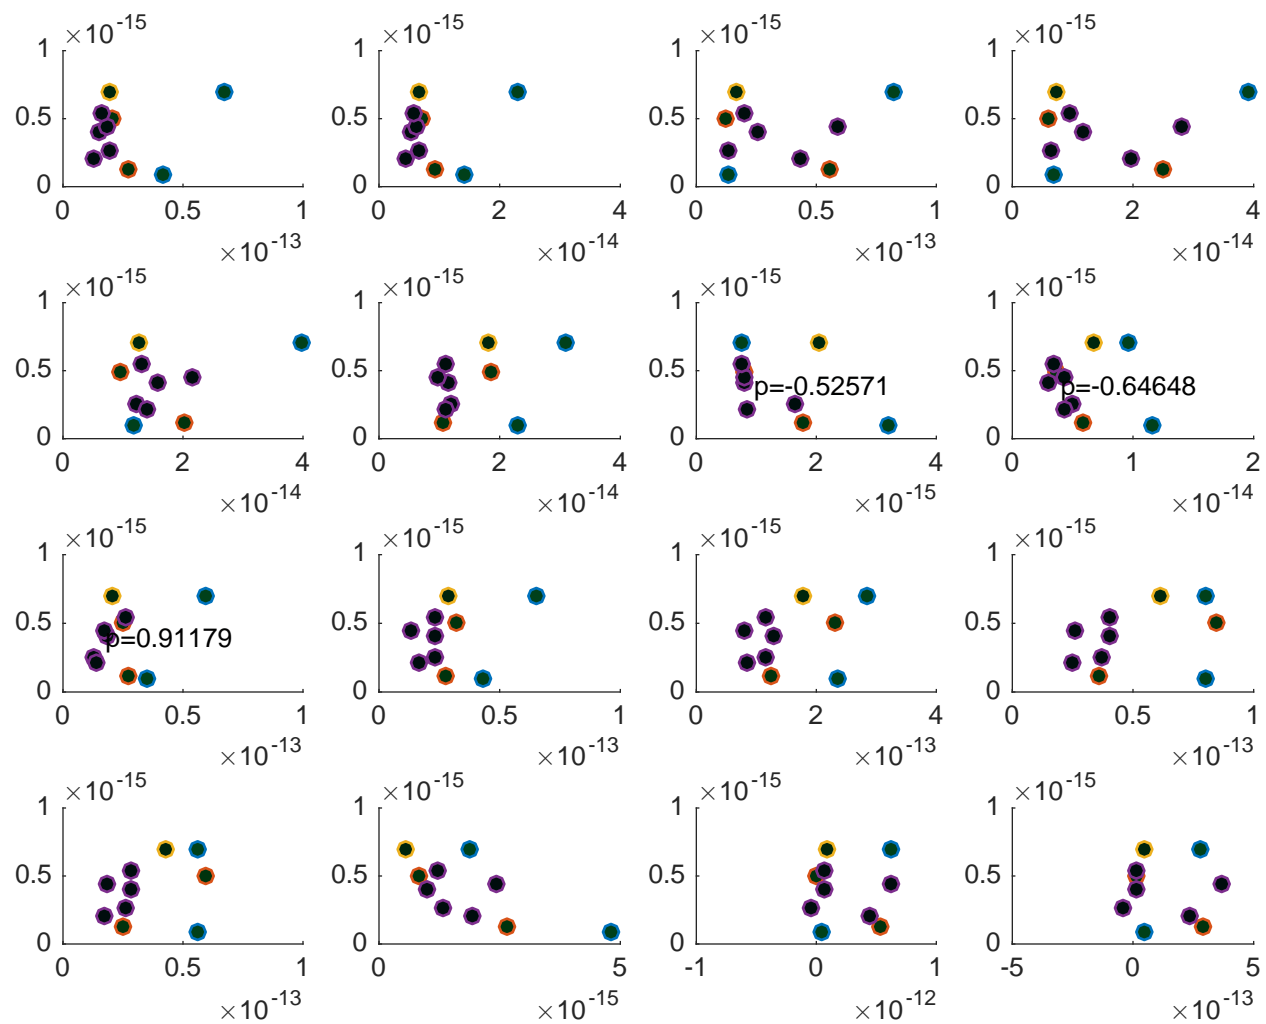 ×10-15 ×10-15 ×10-15 ×10-15
1 1 1 1
0.5 0.5 0.5 0.5
0 0 0 0
0 0.5 1 0 2 4 0 0.5 1 0 2 4
×10-13 ×10-14 ×10-13 ×10-14
×10-15 ×10-15 ×10-15 ×10-15
1 1 1 1
0.5 0.5 0.5 0.5
p=-0.52571 p=-0.64648
0 0 0 0
0 2 4 0 2 4 0 2 4 0 1 2
×10-14 ×10-14 ×10-15 ×10-14
×10-15 ×10-15 ×10-15 ×10-15
1 1 1 1
0.5 0.5 0.5 0.5
p=0.91179
0 0 0 0
0 0.5 1 0 0.5 1 0 2 4 0 0.5 1
×10-13 ×10-13 ×10-13 ×10-13
×10-15 ×10-15 ×10-15 ×10-15
1 1 1 1
0.5 0.5 0.5 0.5
0 0 0 0
0 0.5 1 0 5 -1 0 1 -5 0 5
×10-13 ×10-15 ×10-12 ×10-13